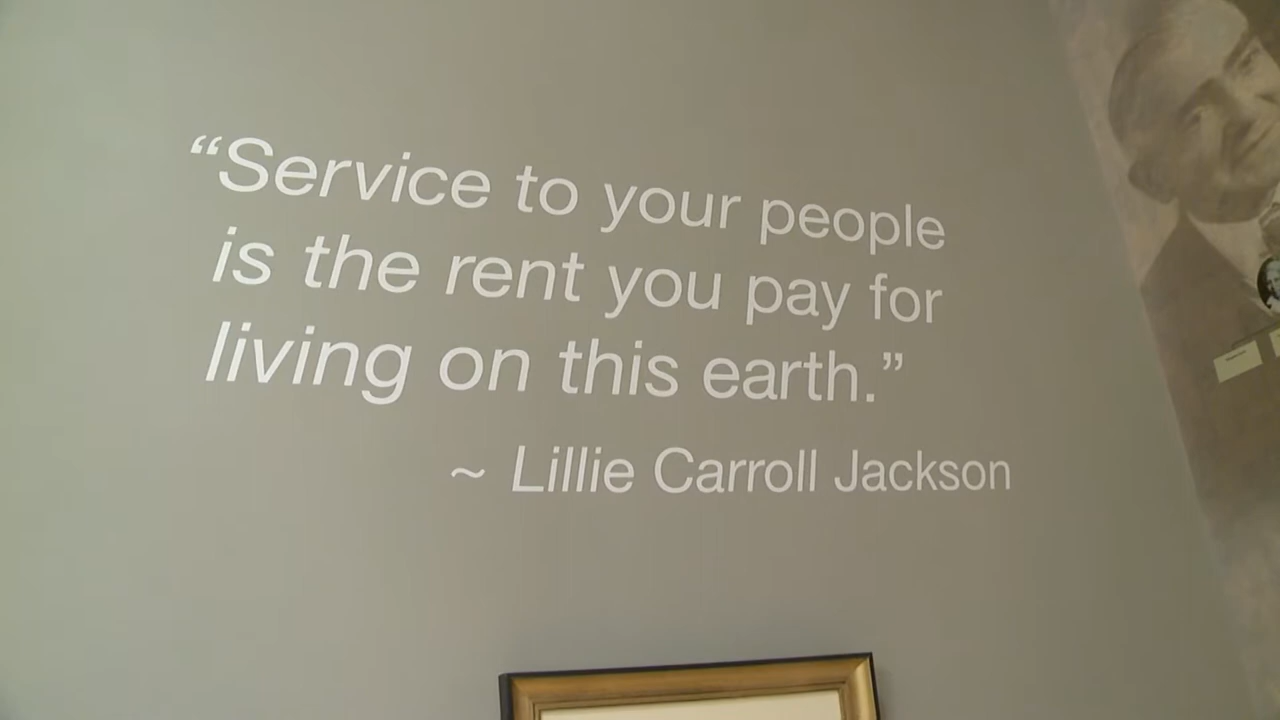 “Service to your people
is the rent you pay for
living on this earth.”
~ Lillie Carroll Jackson